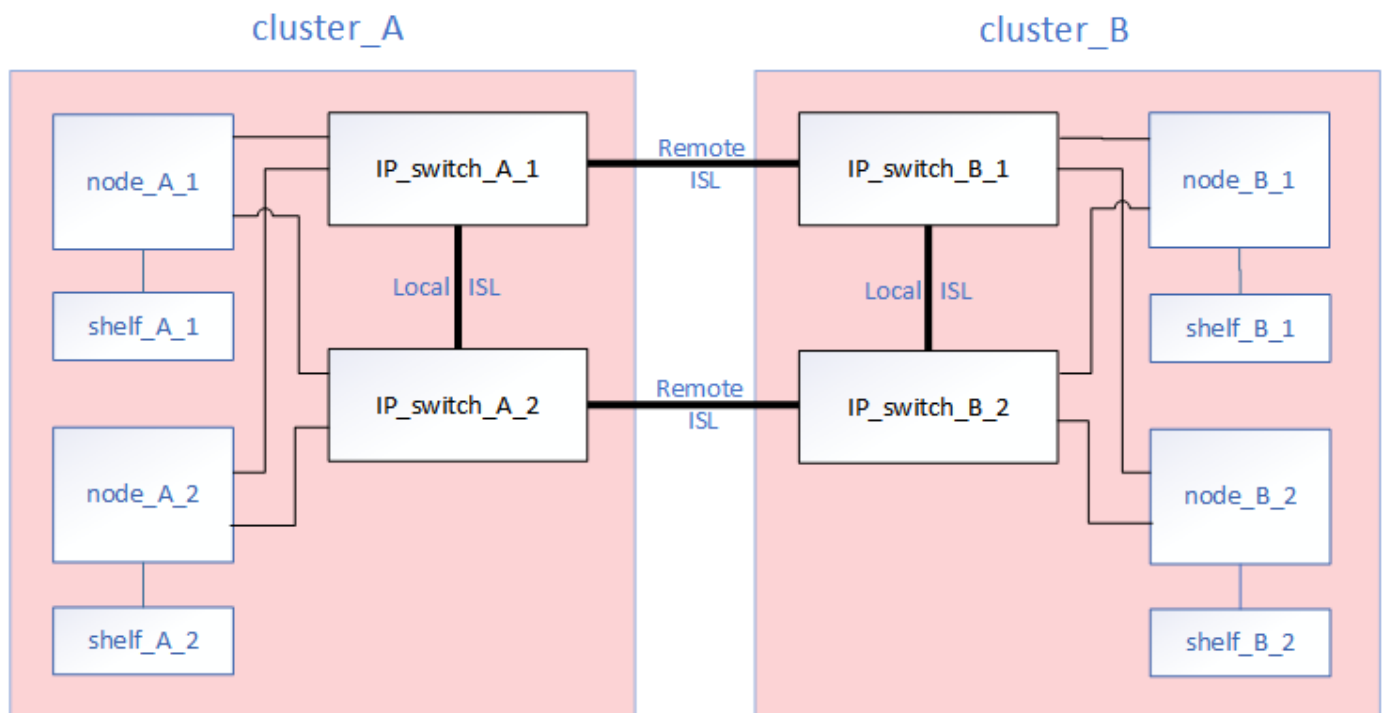 cluster_A
cluster_B
node_A_1
IP_switch_A_1
Remote
ISL
IP_switch_B_1
node_B_1
shelf_A_1
Local ISL
Local ISL
shelf_B_1
IP_switch_A_2
Remote
ISL
IP_switch_B_2
node_A_2
node_B_2
shelf_A_2
shelf_B_2